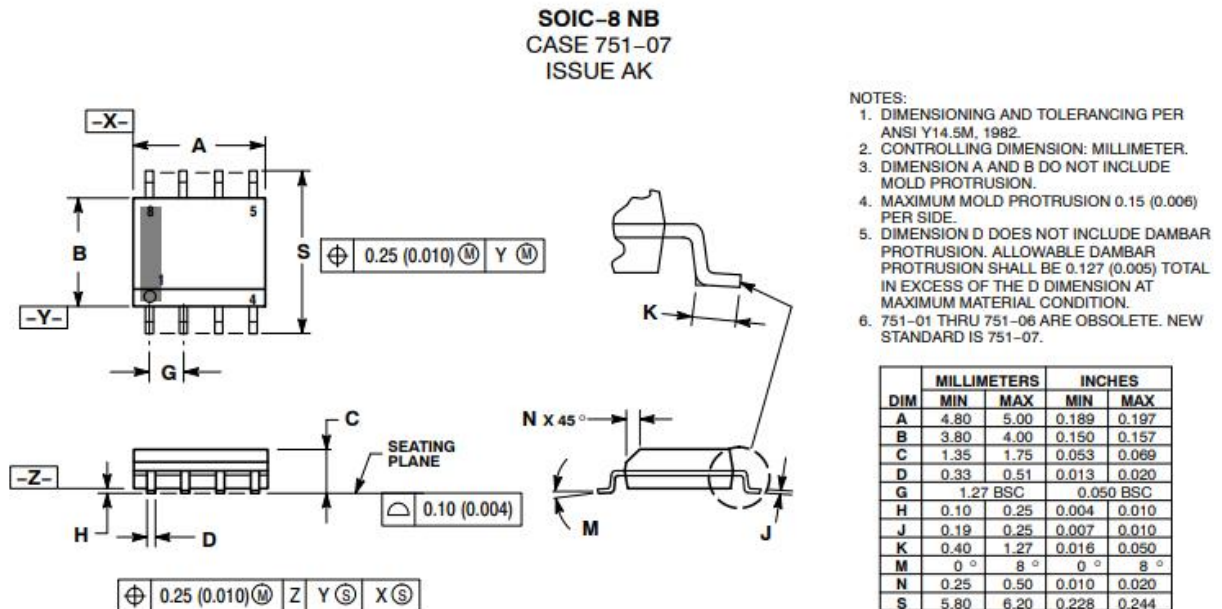 SOIC−8 NB
CASE 751−07
ISSUE AK
−X−
A
8
5
B
S
0.25 (0.010) Ⓜ Y Ⓜ
1
4
−Y−
G
K
C
N X 45°
SEATING
PLANE
−Z−
0.10 (0.004)
H
D
M
J
0.25 (0.010) Ⓜ Z Y Ⓢ X Ⓢ
NOTES:
1. DIMENSIONING AND TOLERANCING PER
ANSI Y14.5M, 1982.
2. CONTROLLING DIMENSION: MILLIMETER.
3. DIMENSION A AND B DO NOT INCLUDE
MOLD PROTRUSION.
4. MAXIMUM MOLD PROTRUSION 0.15 (0.006)
PER SIDE.
5. DIMENSION D DOES NOT INCLUDE DAMBAR
PROTRUSION. ALLOWABLE DAMBAR
PROTRUSION SHALL BE 0.127 (0.005) TOTAL
IN EXCESS OF THE D DIMENSION AT
MAXIMUM MATERIAL CONDITION.
6. 751−01 THRU 751−06 ARE OBSOLETE. NEW
STANDARD IS 751−07.
MILLIMETERS INCHES
DIM MIN MAX MIN MAX
A 4.80 5.00 0.189 0.197
B 3.80 4.00 0.150 0.157
C 1.35 1.75 0.053 0.069
D 0.33 0.51 0.013 0.020
G 1.27 BSC 0.050 BSC
H 0.10 0.25 0.004 0.010
J 0.19 0.25 0.007 0.010
K 0.40 1.27 0.016 0.050
M 0 ° 8 ° 0 ° 8 °
N 0.25 0.50 0.010 0.020
S 5.80 6.20 0.228 0.244